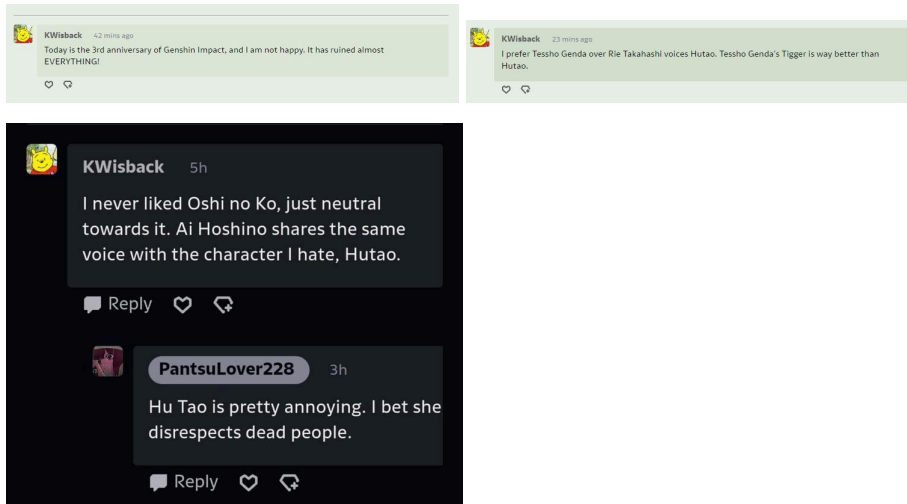 KWisback 42 mins ago
Today is the 3rd anniversary of Genshin Impact, and I am not happy. It has ruined almost
EVERYTHING!
KWisback 23 mins ago
I prefer Tessho Genda over Rie Takahashi voices Hutao. Tessho Genda's Tigger is way better than
Hutao.
KWisback 5h
I never liked Oshi no Ko, just neutral
towards it. Ai Hoshino shares the same
voice with the character I hate, Hutao.
Reply
PantsuLover228 3h
Hu Tao is pretty annoying. I bet she
disrespects dead people.
Reply